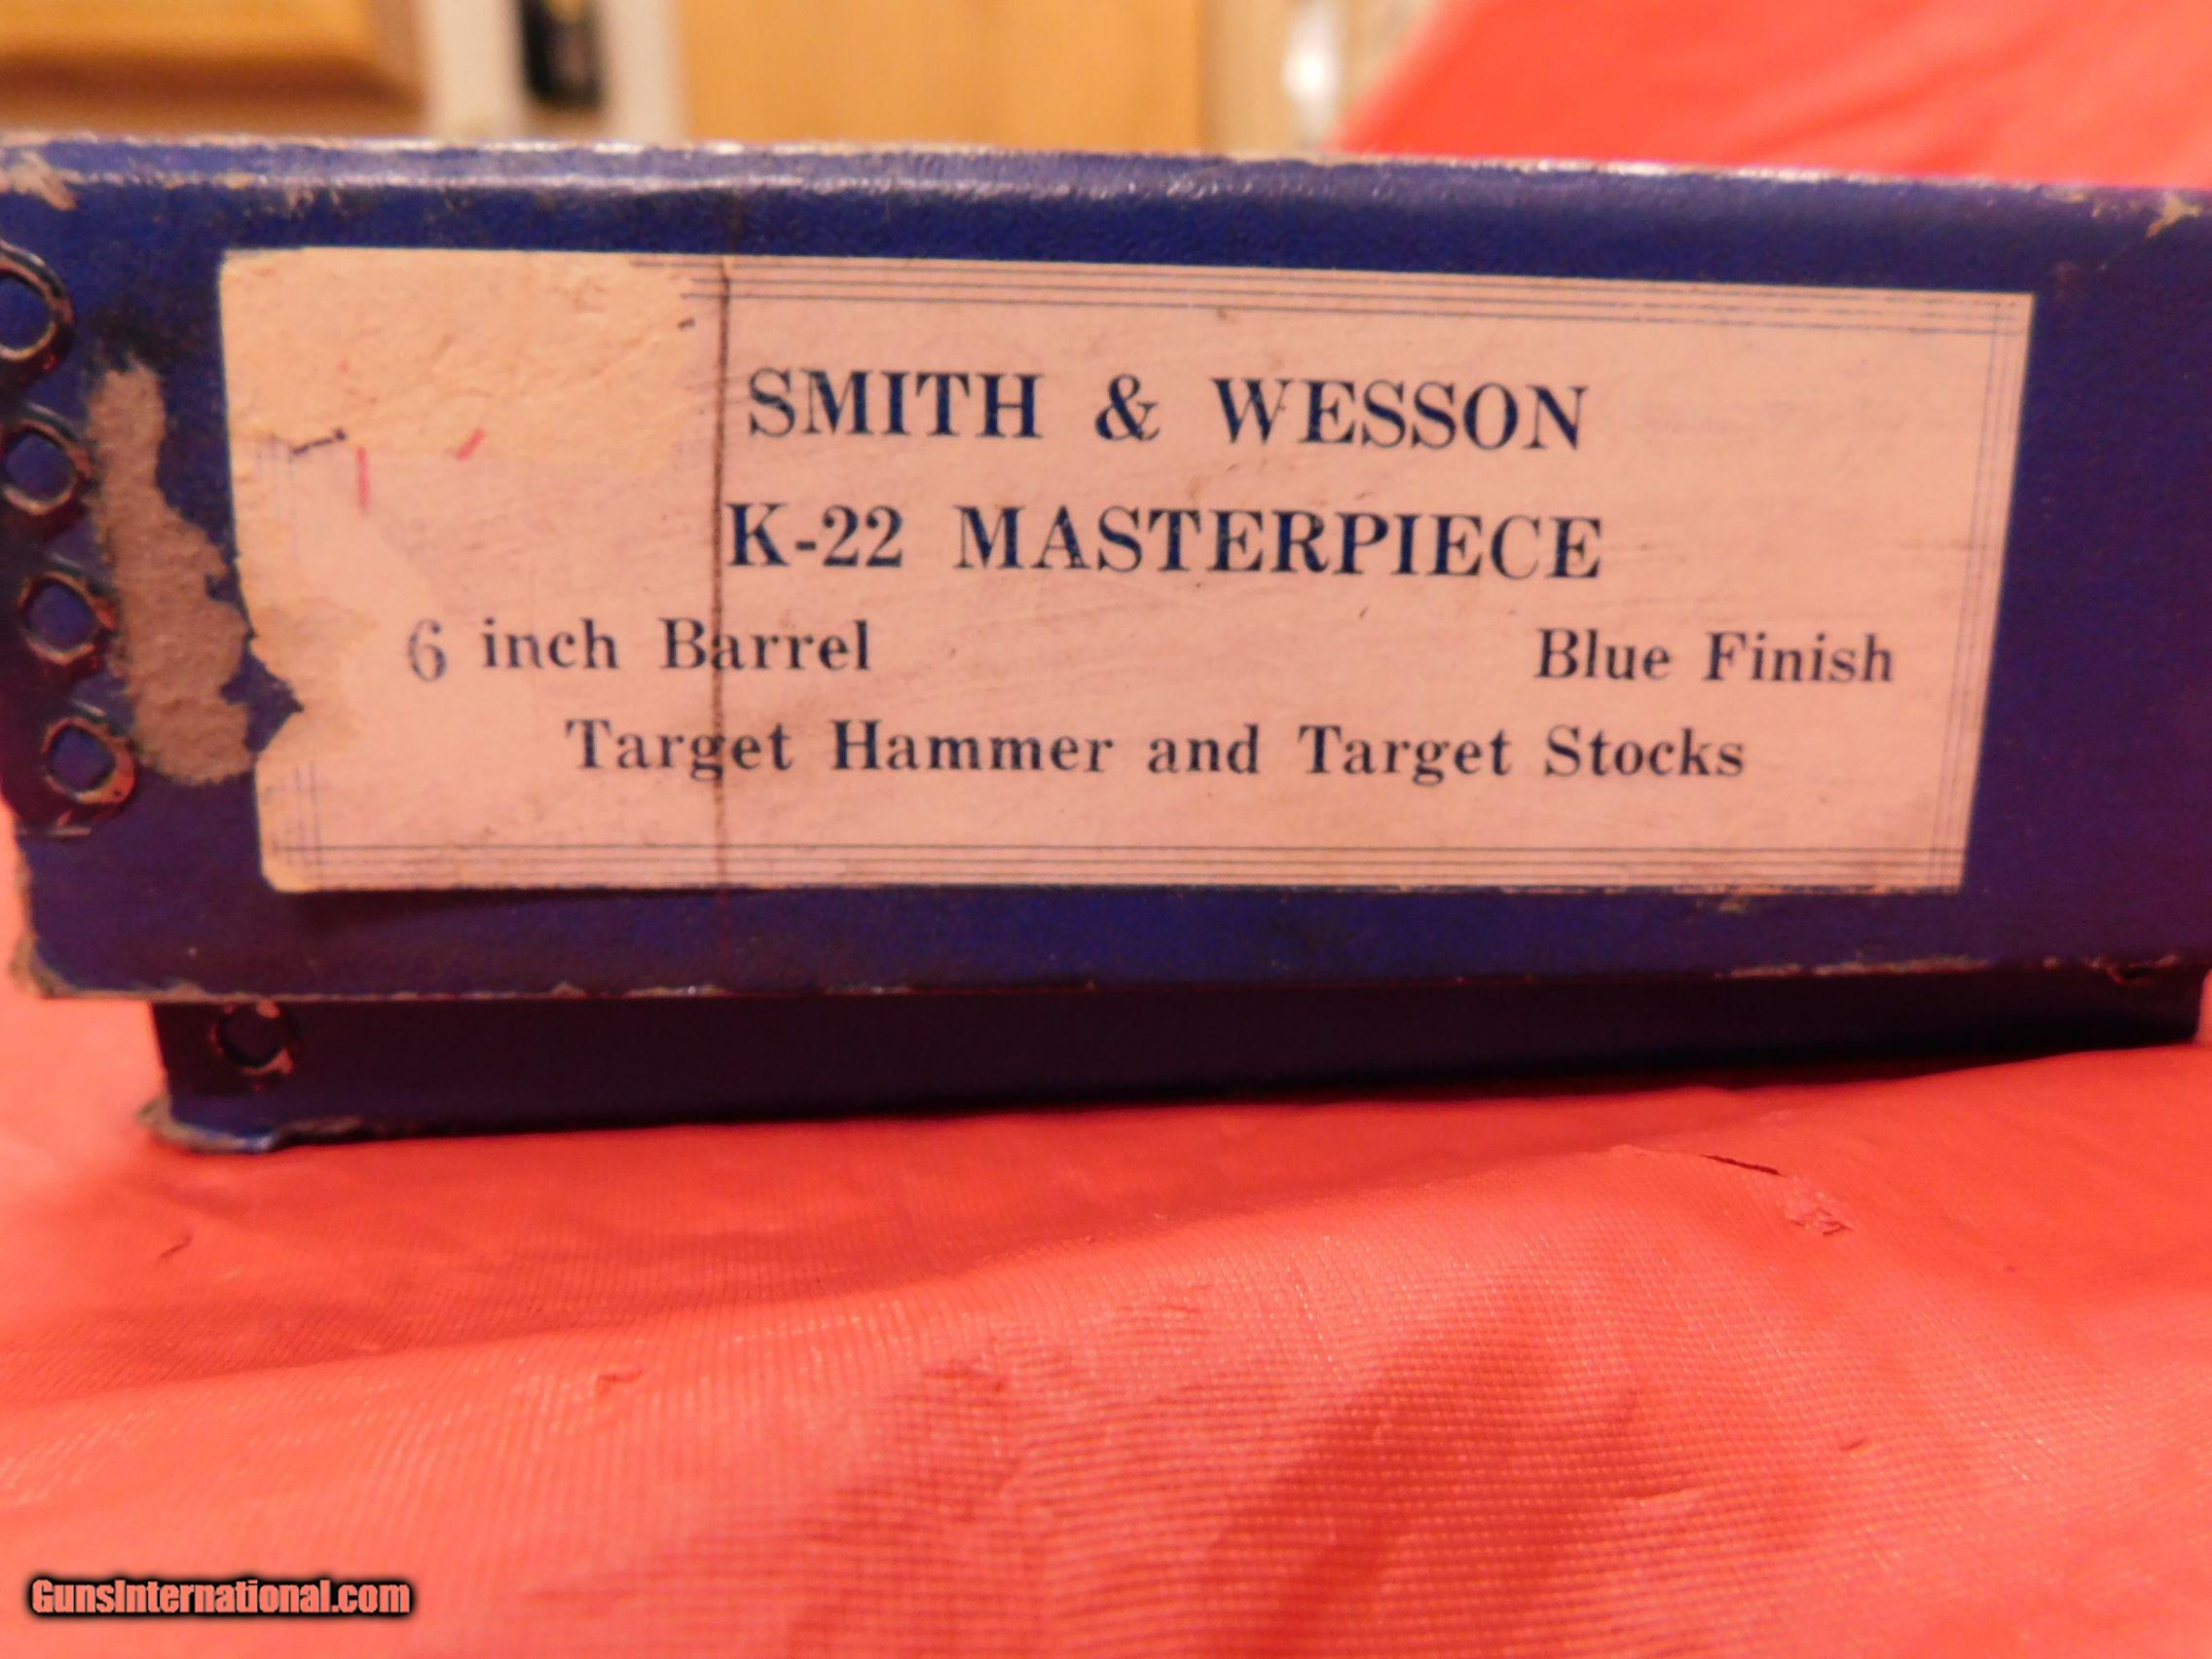 SMITH & WESSON
K-22 MASTERPIECE
6 inch Barrel Blue Finish
Target Hammer and Target Stocks
GunsInternational.com